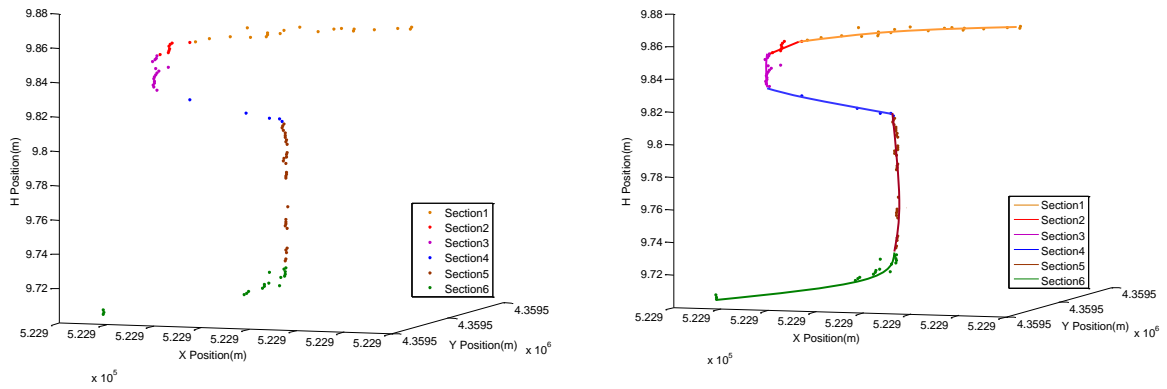 9.88
9.86
9.84
9.82
9.8
9.78
9.76
9.74
9.72
H Position(m)
5.229 5.229 5.229 5.229 5.229 5.229 5.229 5.229
X Position(m)
x 10^5
4.3595
4.3595
4.3595
Y Position(m)
x 10^6
Section1
Section2
Section3
Section4
Section5
Section6
9.88
9.86
9.84
9.82
9.8
9.78
9.76
9.74
9.72
H Position(m)
5.229 5.229 5.229 5.229 5.229 5.229 5.229 5.229
X Position(m)
x 10^5
4.3595
4.3595
4.3595
Y Position(m)
x 10^6
Section1
Section2
Section3
Section4
Section5
Section6